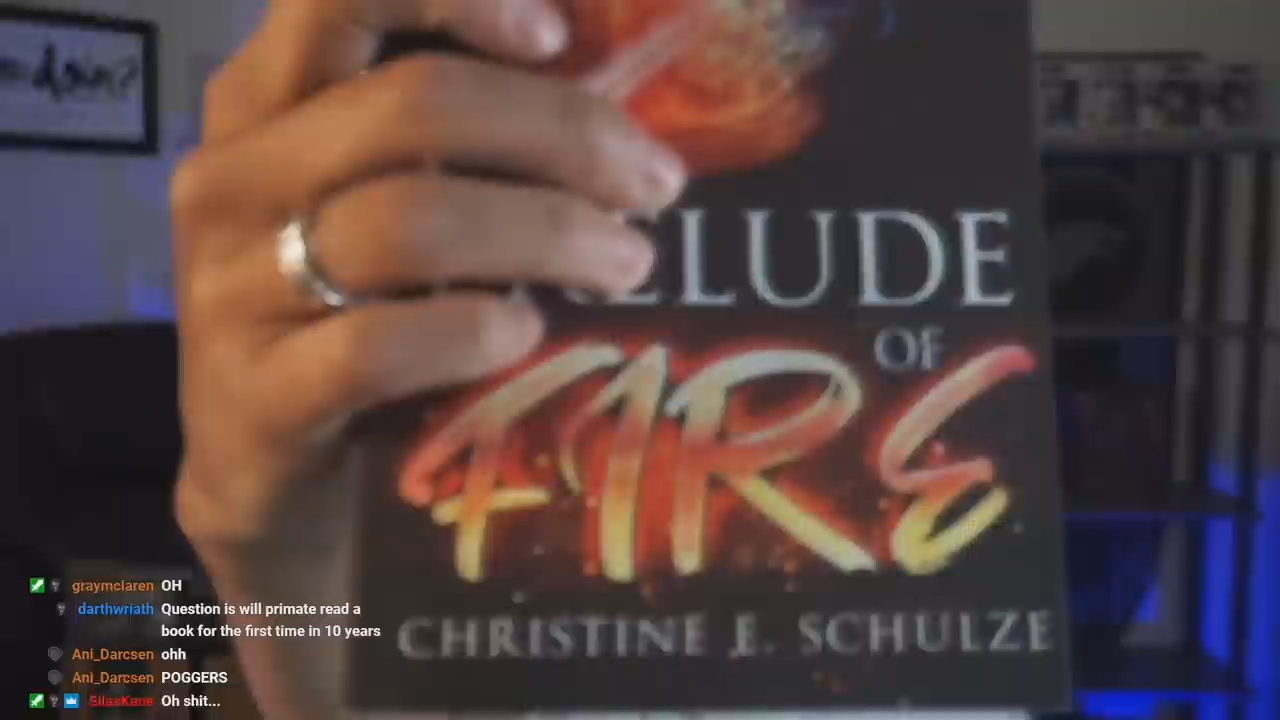 doin?
LUDE
OF
FIRE
CHRISTINE E. SCHULZE
graymclaren OH
darthwriath Question is will primate read a
book for the first time in 10 years
Ani_Darcsen ohh
Ani_Darcsen POGGERS
Oh shit...